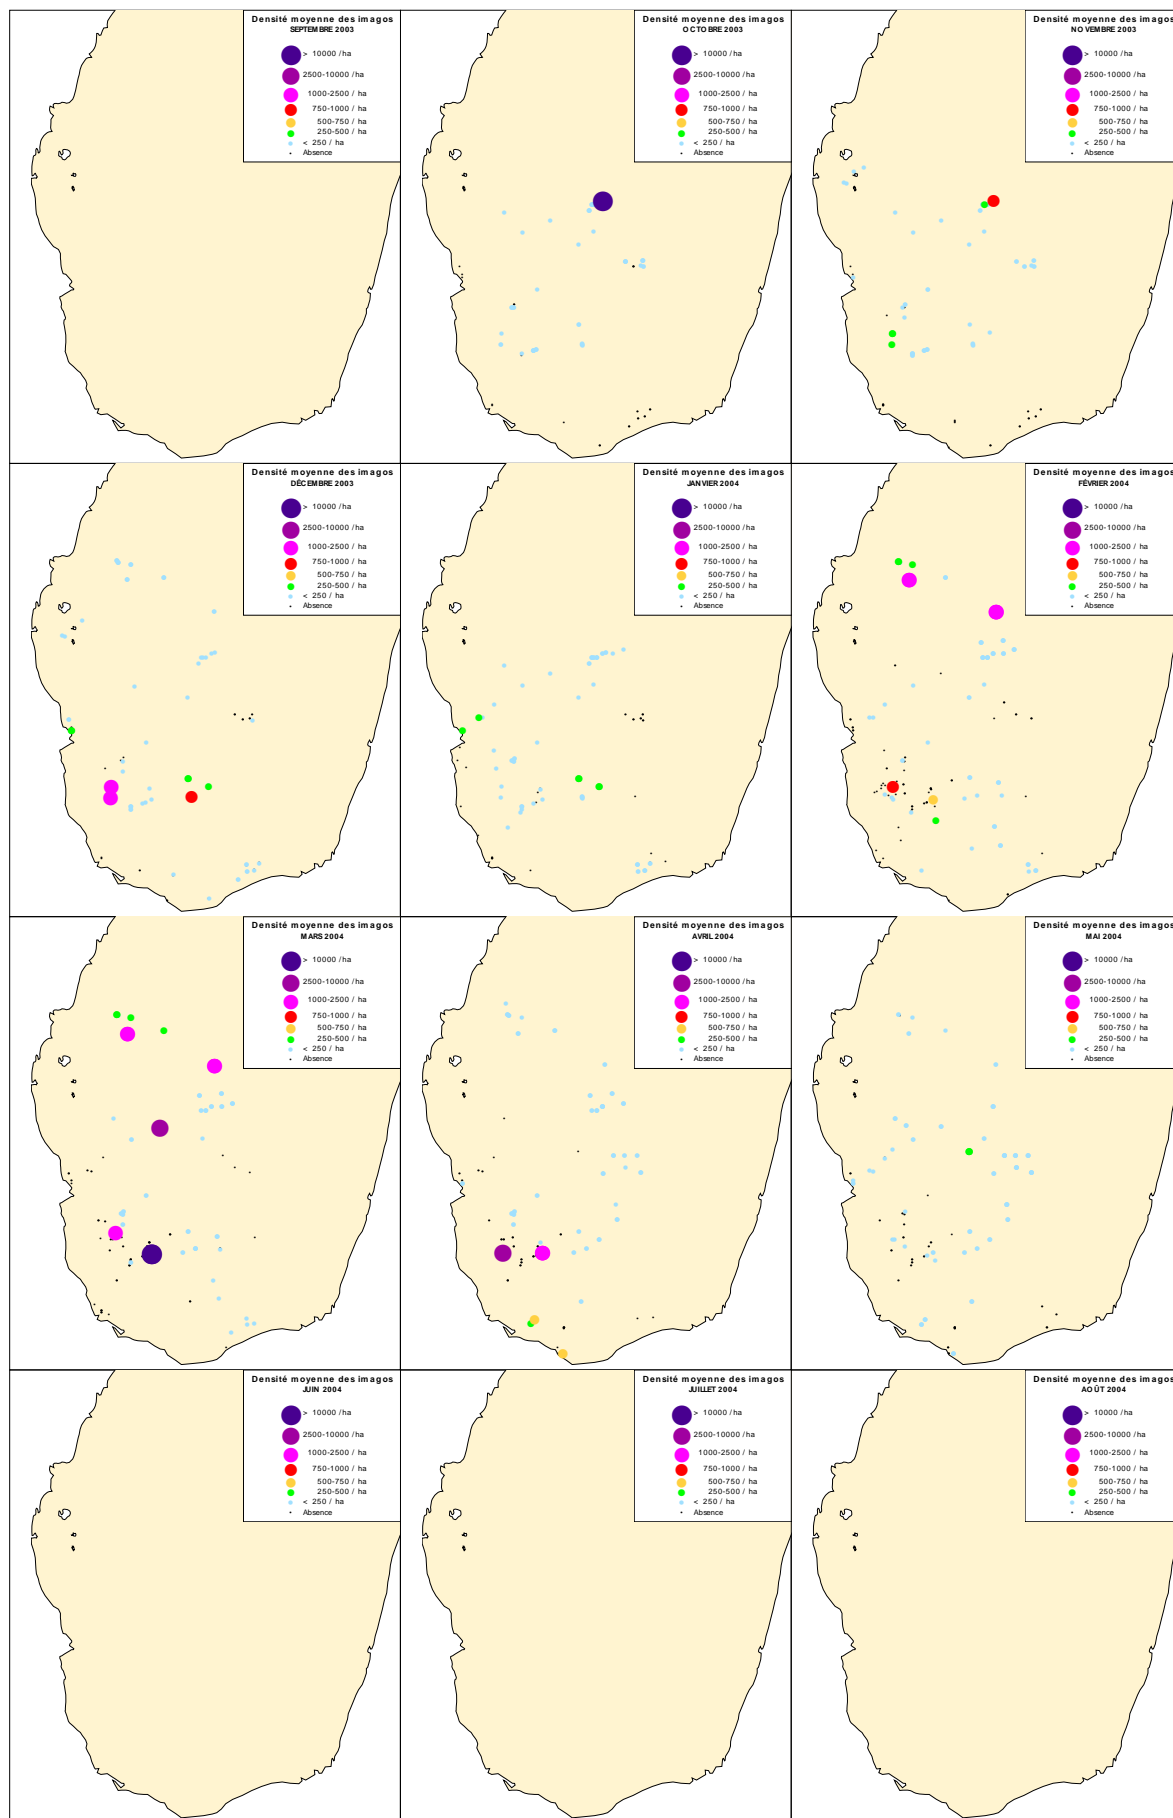 Densité moyenne des imagos
SEPTEMBRE 2003
> 10000 /ha
2500-10000 /ha
1000-2500 / ha
750-1000 / ha
500-750 / ha
250-500 / ha
< 250 / ha
Absence
Densité moyenne des imagos
OCTOBRE 2003
> 10000 /ha
2500-10000 /ha
1000-2500 / ha
750-1000 / ha
500-750 / ha
250-500 / ha
< 250 / ha
Absence
Densité moyenne des imagos
NOVEMBRE 2003
> 10000 /ha
2500-10000 /ha
1000-2500 / ha
750-1000 / ha
500-750 / ha
250-500 / ha
< 250 / ha
Absence
Densité moyenne des imagos
DÉCEMBRE 2003
> 10000 /ha
2500-10000 /ha
1000-2500 / ha
750-1000 / ha
500-750 / ha
250-500 / ha
< 250 / ha
Absence
Densité moyenne des imagos
JANVIER 2004
> 10000 /ha
2500-10000 /ha
1000-2500 / ha
750-1000 / ha
500-750 / ha
250-500 / ha
< 250 / ha
Absence
Densité moyenne des imagos
FÉVRIER 2004
> 10000 /ha
2500-10000 /ha
1000-2500 / ha
750-1000 / ha
500-750 / ha
250-500 / ha
< 250 / ha
Absence
Densité moyenne des imagos
MARS 2004
> 10000 /ha
2500-10000 /ha
1000-2500 / ha
750-1000 / ha
500-750 / ha
250-500 / ha
< 250 / ha
Absence
Densité moyenne des imagos
AVRIL 2004
> 10000 /ha
2500-10000 /ha
1000-2500 / ha
750-1000 / ha
500-750 / ha
250-500 / ha
< 250 / ha
Absence
Densité moyenne des imagos
MAI 2004
> 10000 /ha
2500-10000 /ha
1000-2500 / ha
750-1000 / ha
500-750 / ha
250-500 / ha
< 250 / ha
Absence
Densité moyenne des imagos
JUIN 2004
> 10000 /ha
2500-10000 /ha
1000-2500 / ha
750-1000 / ha
500-750 / ha
250-500 / ha
< 250 / ha
Absence
Densité moyenne des imagos
JUILLET 2004
> 10000 /ha
2500-10000 /ha
1000-2500 / ha
750-1000 / ha
500-750 / ha
250-500 / ha
< 250 / ha
Absence
Densité moyenne des imagos
AOÛT 2004
> 10000 /ha
2500-10000 /ha
1000-2500 / ha
750-1000 / ha
500-750 / ha
250-500 / ha
< 250 / ha
Absence